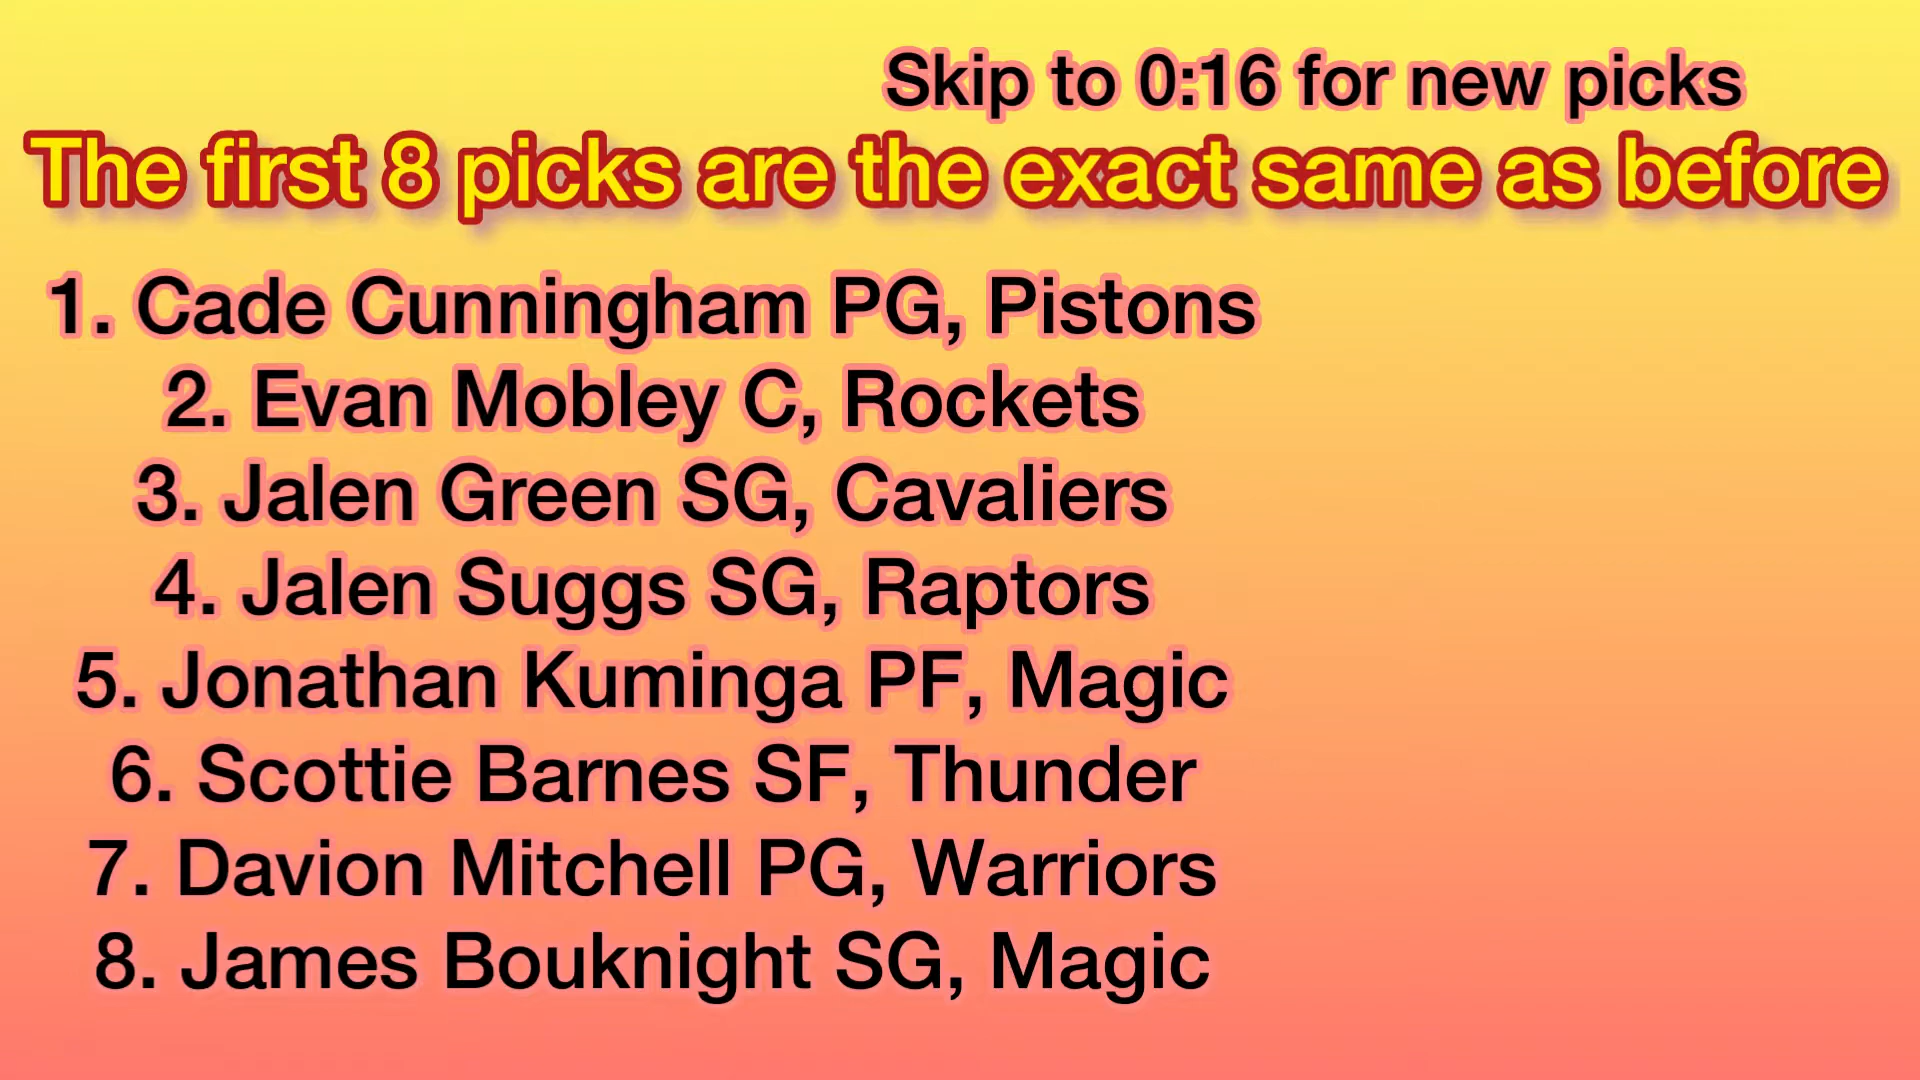 Skip to 0:16 for new picks
The first 8 picks are the exact same as before
1. Cade Cunningham PG, Pistons
2. Evan Mobley C, Rockets
3. Jalen Green SG, Cavaliers
4. Jalen Suggs SG, Raptors
5. Jonathan Kuminga PF, Magic
6. Scottie Barnes SF, Thunder
7. Davion Mitchell PG, Warriors
8. James Bouknight SG, Magic